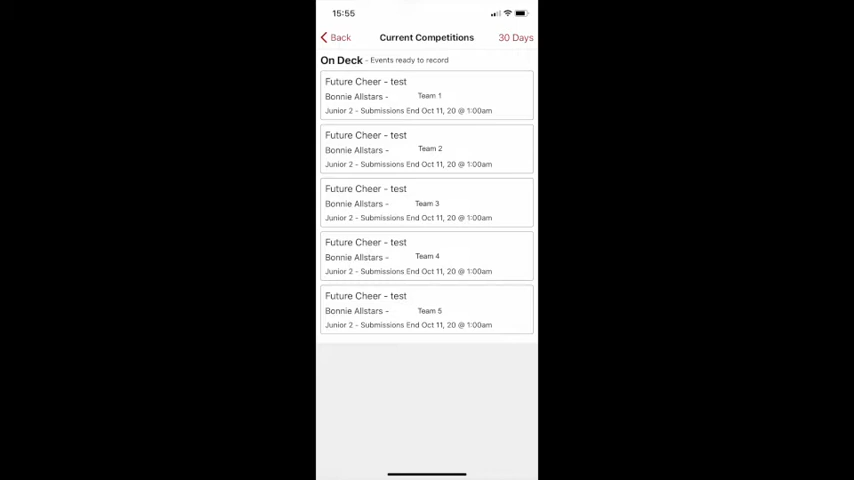 15:55
Back Current Competitions 30 Days
On Deck - Events ready to record
Future Cheer - test
Bonnie Allstars - Team 1
Junior 2 - Submissions End Oct 11, 20 @ 1:00am
Future Cheer - test
Bonnie Allstars - Team 2
Junior 2 - Submissions End Oct 11, 20 @ 1:00am
Future Cheer - test
Bonnie Allstars - Team 3
Junior 2 - Submissions End Oct 11, 20 @ 1:00am
Future Cheer - test
Bonnie Allstars - Team 4
Junior 2 - Submissions End Oct 11, 20 @ 1:00am
Future Cheer - test
Bonnie Allstars - Team 5
Junior 2 - Submissions End Oct 11, 20 @ 1:00am